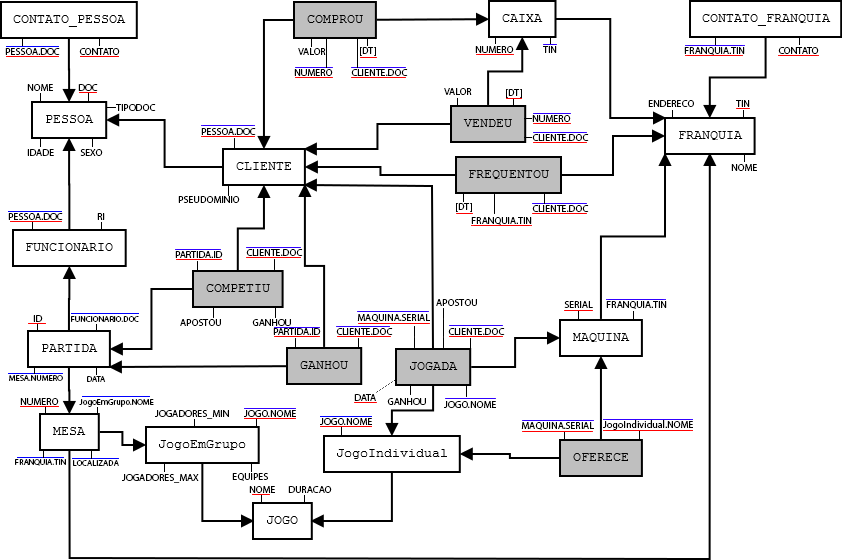 CONTATO_PESSOA
PESSOA.DOC
CONTATO
COMPROU
VALOR
[DT]
NUMERO
CLIENTE.DOC
CAIXA
NUMERO
TIN
CONTATO_FRANQUIA
FRANQUIA.TIN
CONTATO
NOME
DOC
TIPODOC
PESSOA
IDADE
SEXO
VALOR
[DT]
NUMERO
VENDEU
CLIENTE.DOC
ENDERECO
TIN
FRANQUIA
NOME
PESSOA.DOC
CLIENTE
PSEUDOMINIO
FREQUENTOU
[DT]
CLIENTE.DOC
FRANQUIA.TIN
PESSOA.DOC
RI
FUNCIONARIO
PARTIDA.ID
CLIENTE.DOC
COMPETIU
APOSTOU
GANHOU
ID
FUNCIONARIO.DOC
PARTIDA
MESA.NUMERO
DATA
PARTIDA.ID
CLIENTE.DOC
GANHOU
MAQUINA.SERIAL
APOSTOU
CLIENTE.DOC
JOGADA
DATA
GANHOU
JOGO.NOME
SERIAL
FRANQUIA.TIN
MAQUINA
NUMERO
JogoEmGrupo.NOME
MESA
FRANQUIA.TIN
LOCALIZADA
JOGADORES_MIN
JOGO.NOME
JogoEmGrupo
JOGADORES_MAX
EQUIPES
JOGO.NOME
JogoIndividual
MAQUINA.SERIAL
JogoIndividual.NOME
OFERECE
NOME
DURACAO
JOGO